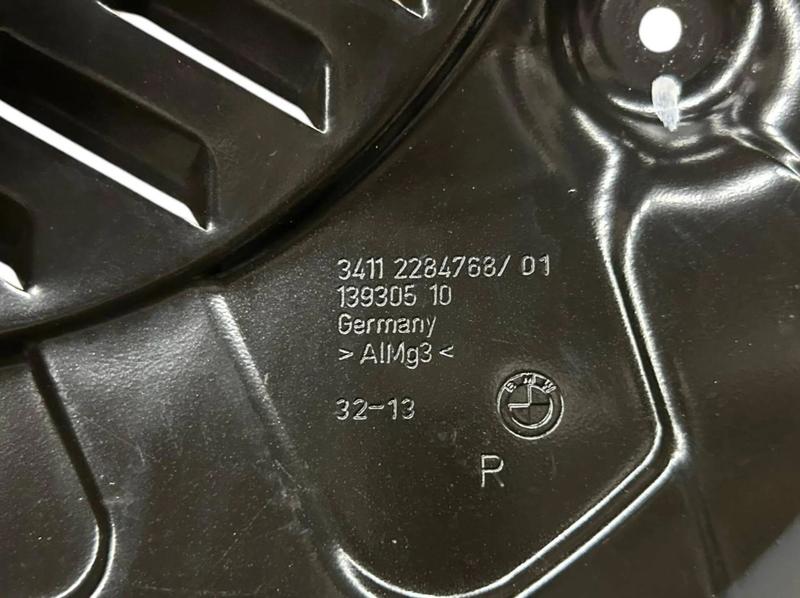 3411 2284768/ 01
139305 10
Germany
> AlMg3 <
32-13
BMW
R